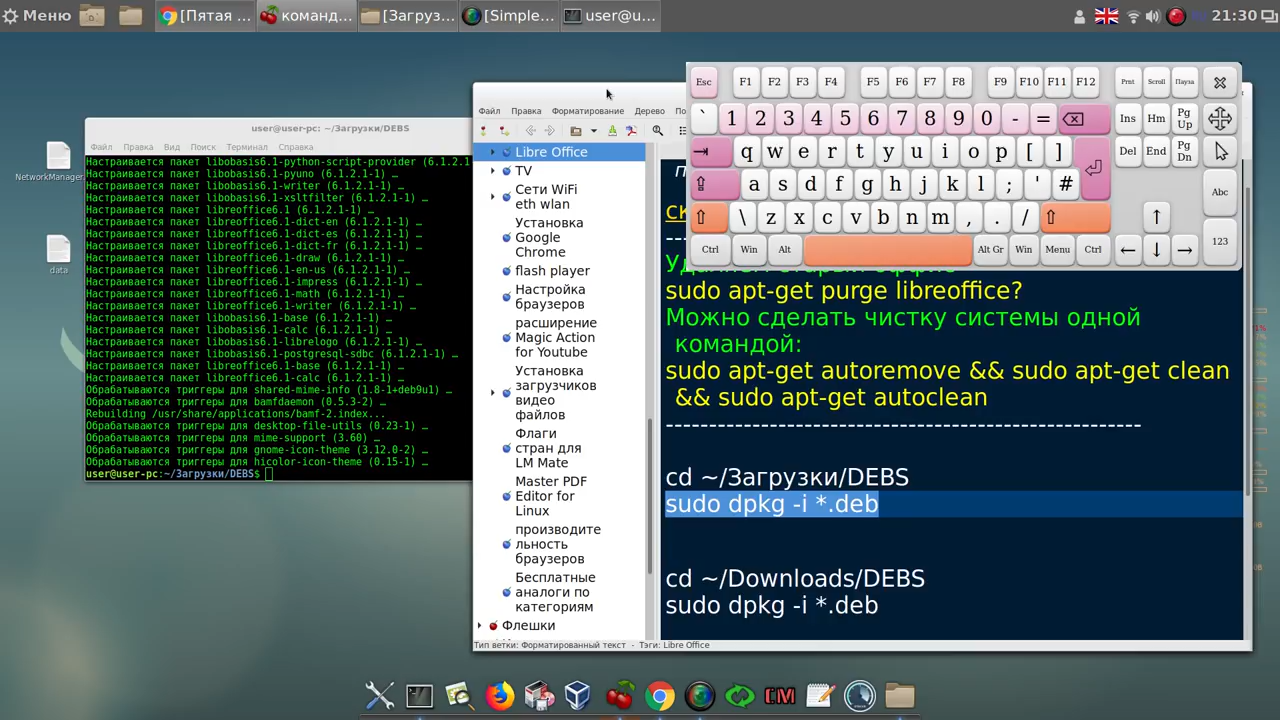 Меню
[Пятая ...
команд...
[Загруз...
[Simple...
user@u...
21:30
NetworkManager
data
user@user-pc: ~/Загрузки/DEBS
Файл Правка Вид Поиск Терминал Справка
Настраивается пакет libobasis6.1-python-script-provider (6.1.2.1
Настраивается пакет libobasis6.1-pyuno (6.1.2.1-1) …
Настраивается пакет libobasis6.1-writer (6.1.2.1-1) …
Настраивается пакет libobasis6.1-xsltfilter (6.1.2.1-1) …
Настраивается пакет libreoffice6.1 (6.1.2.1-1) …
Настраивается пакет libreoffice6.1-dict-en (6.1.2.1-1) …
Настраивается пакет libreoffice6.1-dict-es (6.1.2.1-1) …
Настраивается пакет libreoffice6.1-dict-fr (6.1.2.1-1) …
Настраивается пакет libreoffice6.1-draw (6.1.2.1-1) …
Настраивается пакет libreoffice6.1-en-us (6.1.2.1-1) …
Настраивается пакет libreoffice6.1-impress (6.1.2.1-1) …
Настраивается пакет libreoffice6.1-math (6.1.2.1-1) …
Настраивается пакет libreoffice6.1-writer (6.1.2.1-1) …
Настраивается пакет libobasis6.1-base (6.1.2.1-1) …
Настраивается пакет libobasis6.1-calc (6.1.2.1-1) …
Настраивается пакет libobasis6.1-librelogo (6.1.2.1-1) …
Настраивается пакет libobasis6.1-postgresql-sdbc (6.1.2.1-1) …
Настраивается пакет libreoffice6.1-base (6.1.2.1-1) …
Настраивается пакет libreoffice6.1-calc (6.1.2.1-1) …
Обрабатываются триггеры для shared-mime-info (1.8-1+deb9u1) …
Обрабатываются триггеры для bamfdaemon (0.5.3-2) …
Rebuilding /usr/share/applications/bamf-2.index...
Обрабатываются триггеры для desktop-file-utils (0.23-1) …
Обрабатываются триггеры для mime-support (3.60) …
Обрабатываются триггеры для gnome-icon-theme (3.12.0-2) …
Обрабатываются триггеры для hicolor-icon-theme (0.15-1) …
user@user-pc:~/Загрузки/DEBS$
Файл Правка Форматирование Дерево По
Libre Office
TV
Сети WiFi
eth wlan
Установка
Google
Chrome
flash player
Настройка
браузеров
расширение
Magic Action
for Youtube
Установка
загрузчиков
видео
файлов
Флаги
стран для
LM Mate
Master PDF
Editor for
Linux
производите
льность
браузеров
Бесплатные
аналоги по
категориям
Флешки
Esc F1 F2 F3 F4 F5 F6 F7 F8 F9 F10 F11 F12 Prnt Scroll Пауза
` 1 2 3 4 5 6 7 8 9 0 - = Ins Hm Pg Up
q w e r t y u i o p [ ] Del End Pg Dn
a s d f g h j k l ; ' # Abc
\ z x c v b n m , . / ↑
Ctrl Win Alt Alt Gr Win Menu Ctrl ← ↓ → 123
sudo apt-get purge libreoffice?
Можно сделать чистку системы одной
командой:
sudo apt-get autoremove && sudo apt-get clean
&& sudo apt-get autoclean
-----------------------------------------------------
cd ~/Загрузки/DEBS
sudo dpkg -i *.deb
cd ~/Downloads/DEBS
sudo dpkg -i *.deb
Тип ветки: Форматированный текст - Тэги: Libre Office
CM